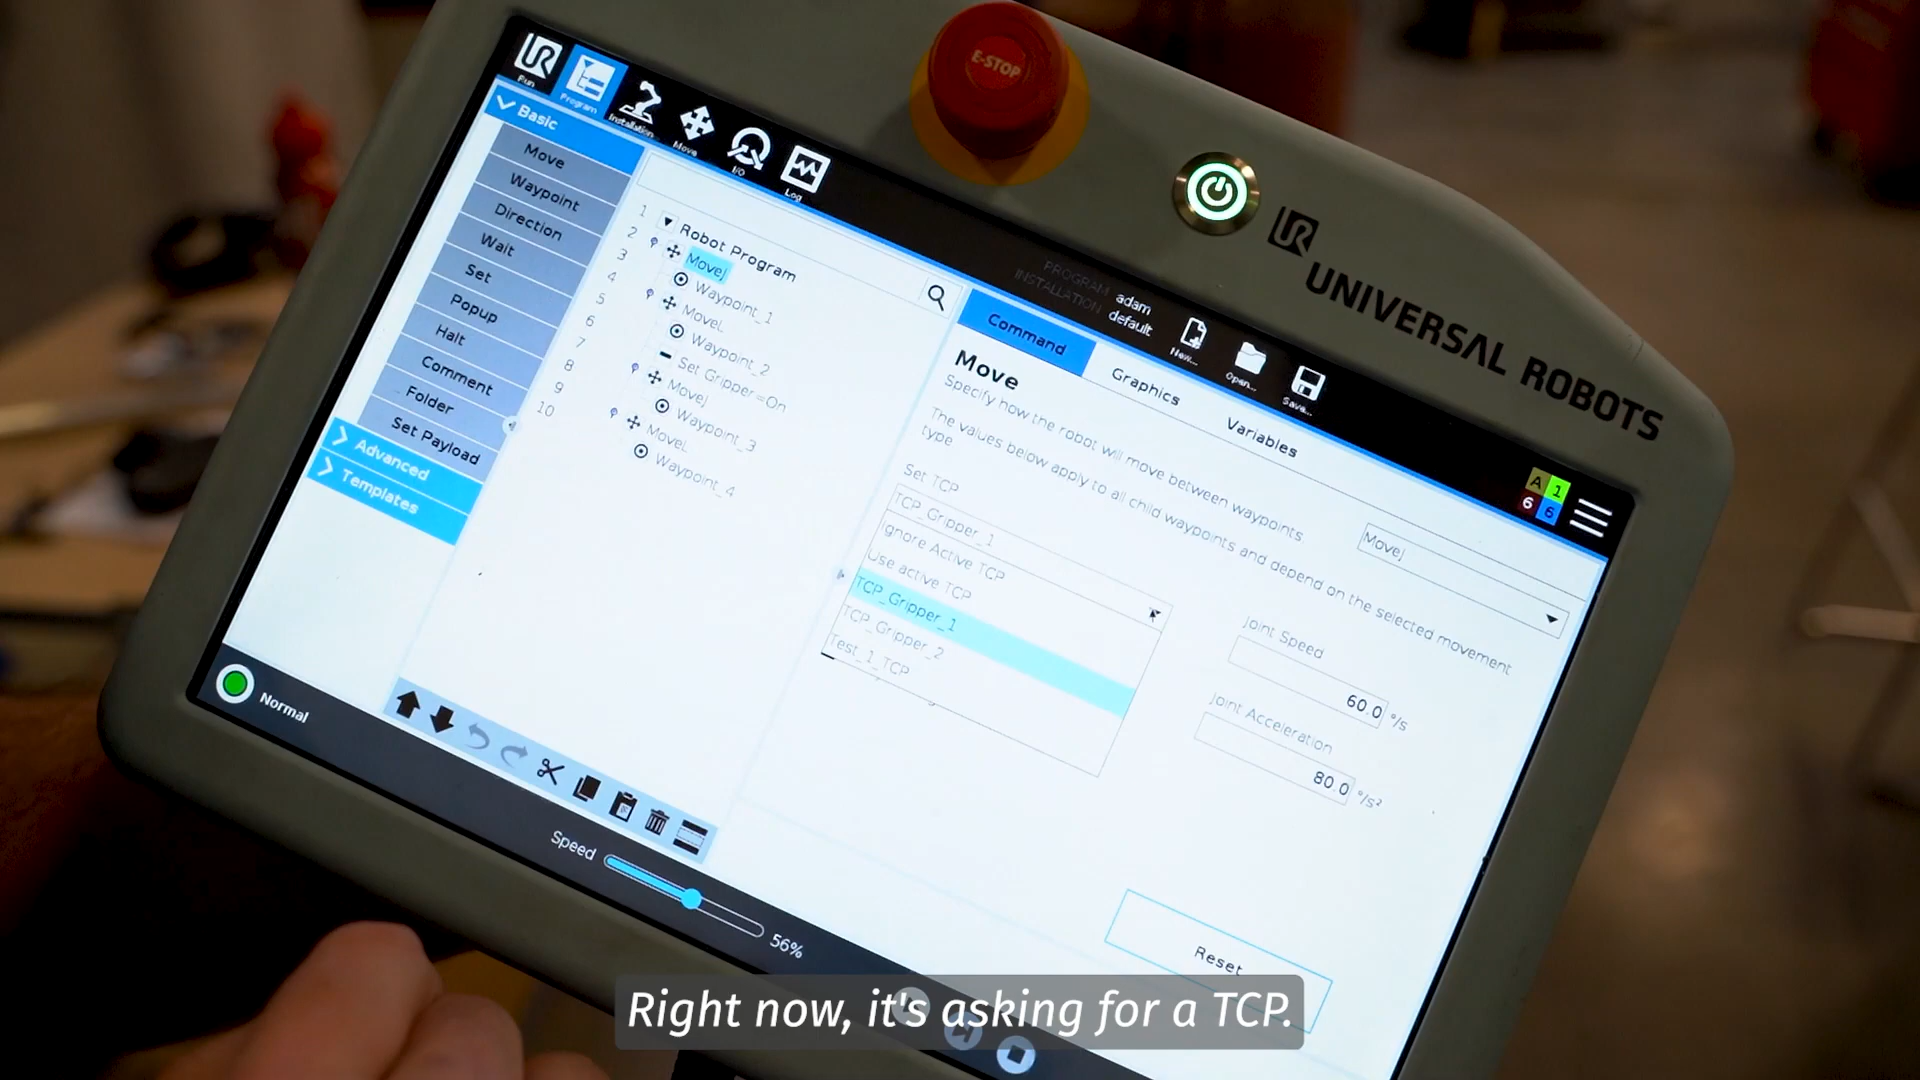 E-STOP
UNIVERSAL ROBOTS
Run
Program
Installation
Move
I/O
Log
PROGRAM adam
INSTALLATION default
New...
Open...
Save...
A 1
6 6
Basic
Move
Waypoint
Direction
Wait
Set
Popup
Halt
Comment
Folder
Set Payload
Advanced
Templates
1 Robot Program
2 MoveJ
3 Waypoint_1
4 MoveL
5 Waypoint_2
6 Set Gripper=On
7 MoveJ
8 Waypoint_3
9 MoveL
10 Waypoint_4
Command
Graphics
Variables
Move
Specify how the robot will move between waypoints
MoveJ
The values below apply to all child waypoints and depend on the selected movement
type
Set TCP
TCP_Gripper_1
Ignore Active TCP
Use active TCP
TCP_Gripper_1
TCP_Gripper_2
Test_1_TCP
Joint Speed
60.0 °/s
Joint Acceleration
80.0 °/s²
Reset
Normal
Speed
56%
Right now, it's asking for a TCP.